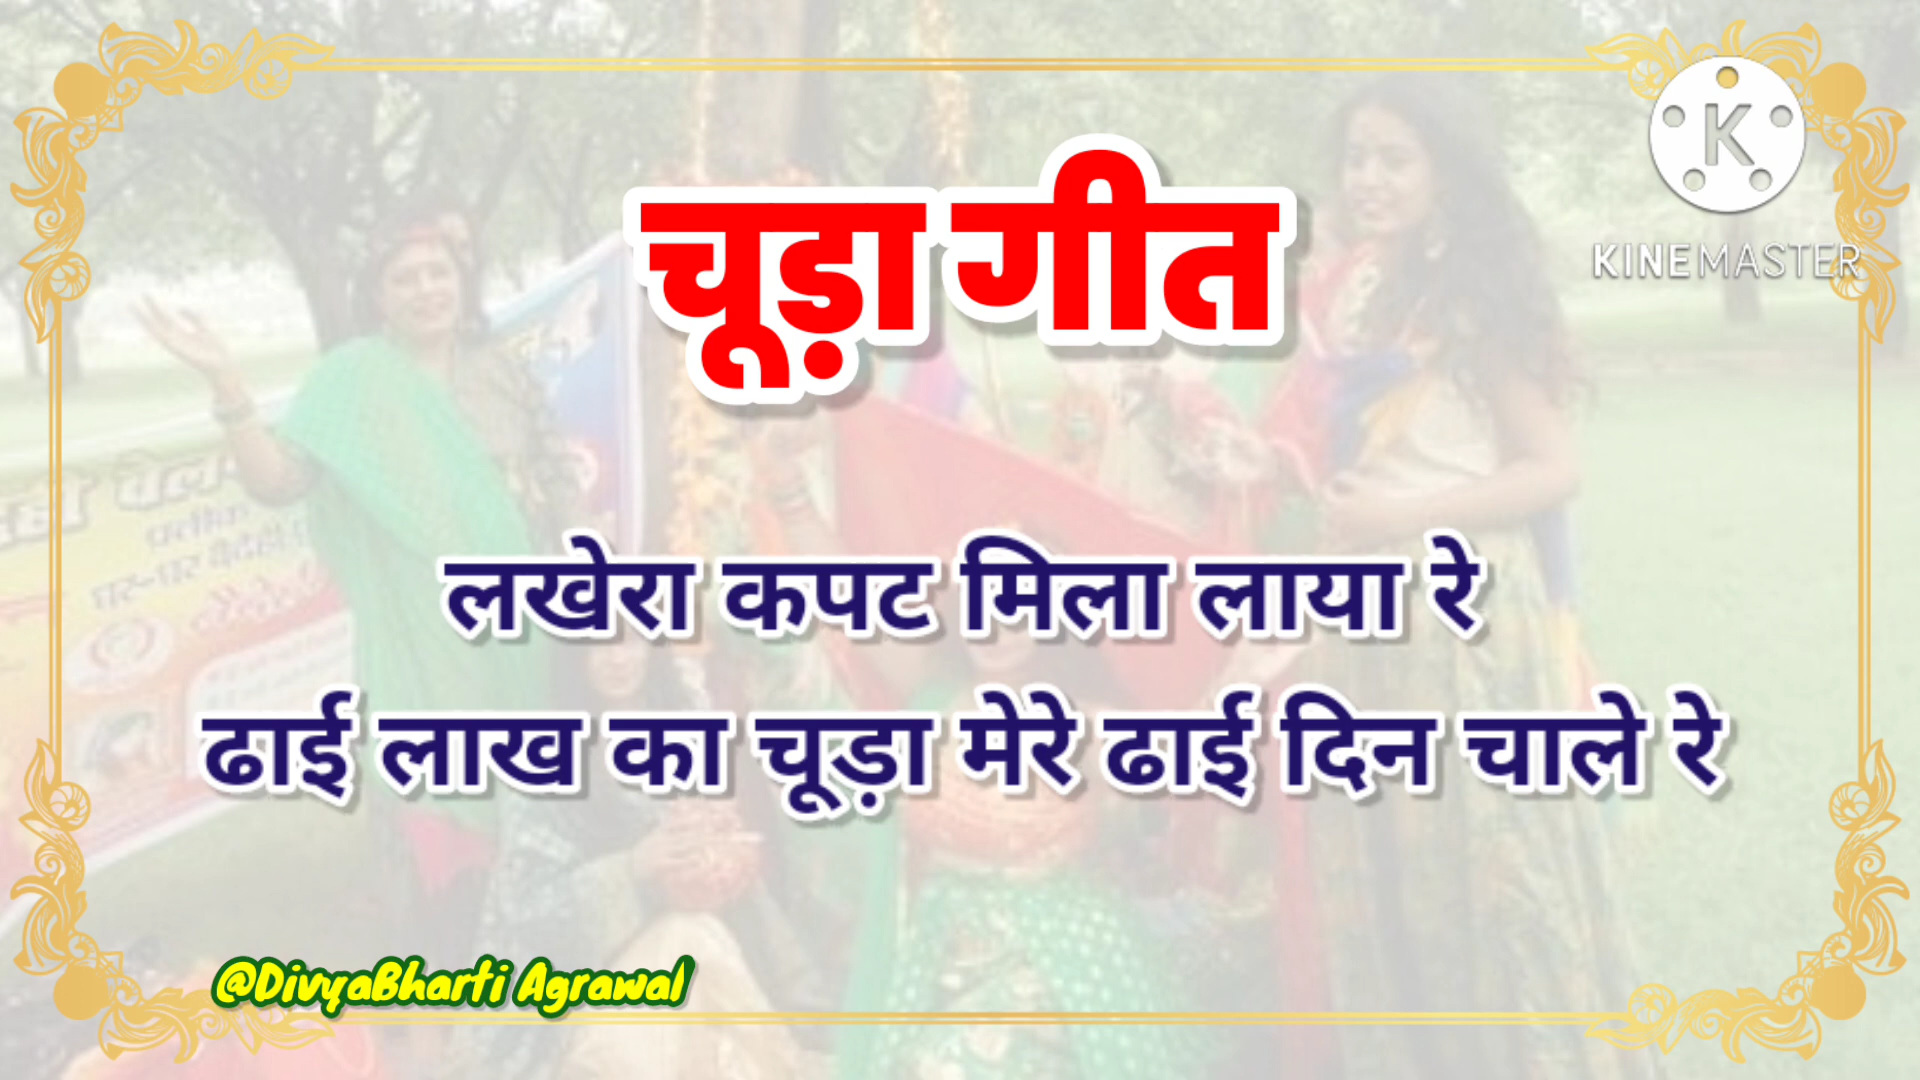 चूड़ा गीत
KINEMASTER
लखेरा कपट मिला लाया रे
ढाई लाख का चूड़ा मेरे ढाई दिन चाले रे
@DivyaBharti Agrawal